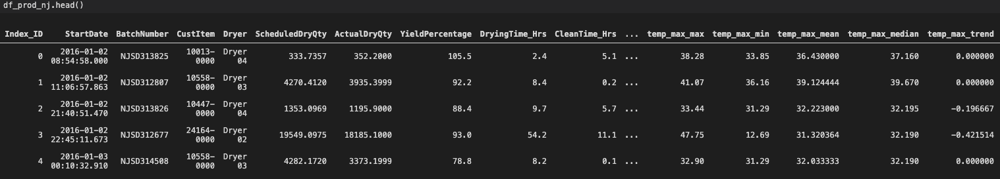 df_prod_nj.head()
Index_ID StartDate BatchNumber CustItem Dryer ScheduledDryQty ActualDryQty YieldPercentage DryingTime_Hrs CleanTime_Hrs ... temp_max_max temp_max_min temp_max_mean temp_max_median temp_max_trend
0 2016-01-02 08:54:58.000 NJSD313825 10013-0000 Dryer 04 333.7357 352.2000 105.5 2.4 5.1 ... 38.28 33.85 36.430000 37.160 0.000000
1 2016-01-02 11:06:57.863 NJSD312807 10558-0000 Dryer 03 4270.4120 3935.3999 92.2 8.4 0.2 ... 41.07 36.16 39.124444 39.670 0.000000
2 2016-01-02 21:40:51.470 NJSD313826 10447-0000 Dryer 04 1353.0969 1195.9000 88.4 9.7 5.7 ... 33.44 31.29 32.223000 32.195 -0.196667
3 2016-01-02 22:45:11.673 NJSD312677 24164-0000 Dryer 02 19549.0975 18185.1000 93.0 54.2 11.1 ... 47.75 12.69 31.320364 32.190 -0.421514
4 2016-01-03 00:10:32.910 NJSD314508 10558-0000 Dryer 03 4282.1720 3373.1999 78.8 8.2 0.1 ... 32.90 31.29 32.033333 32.190 0.000000